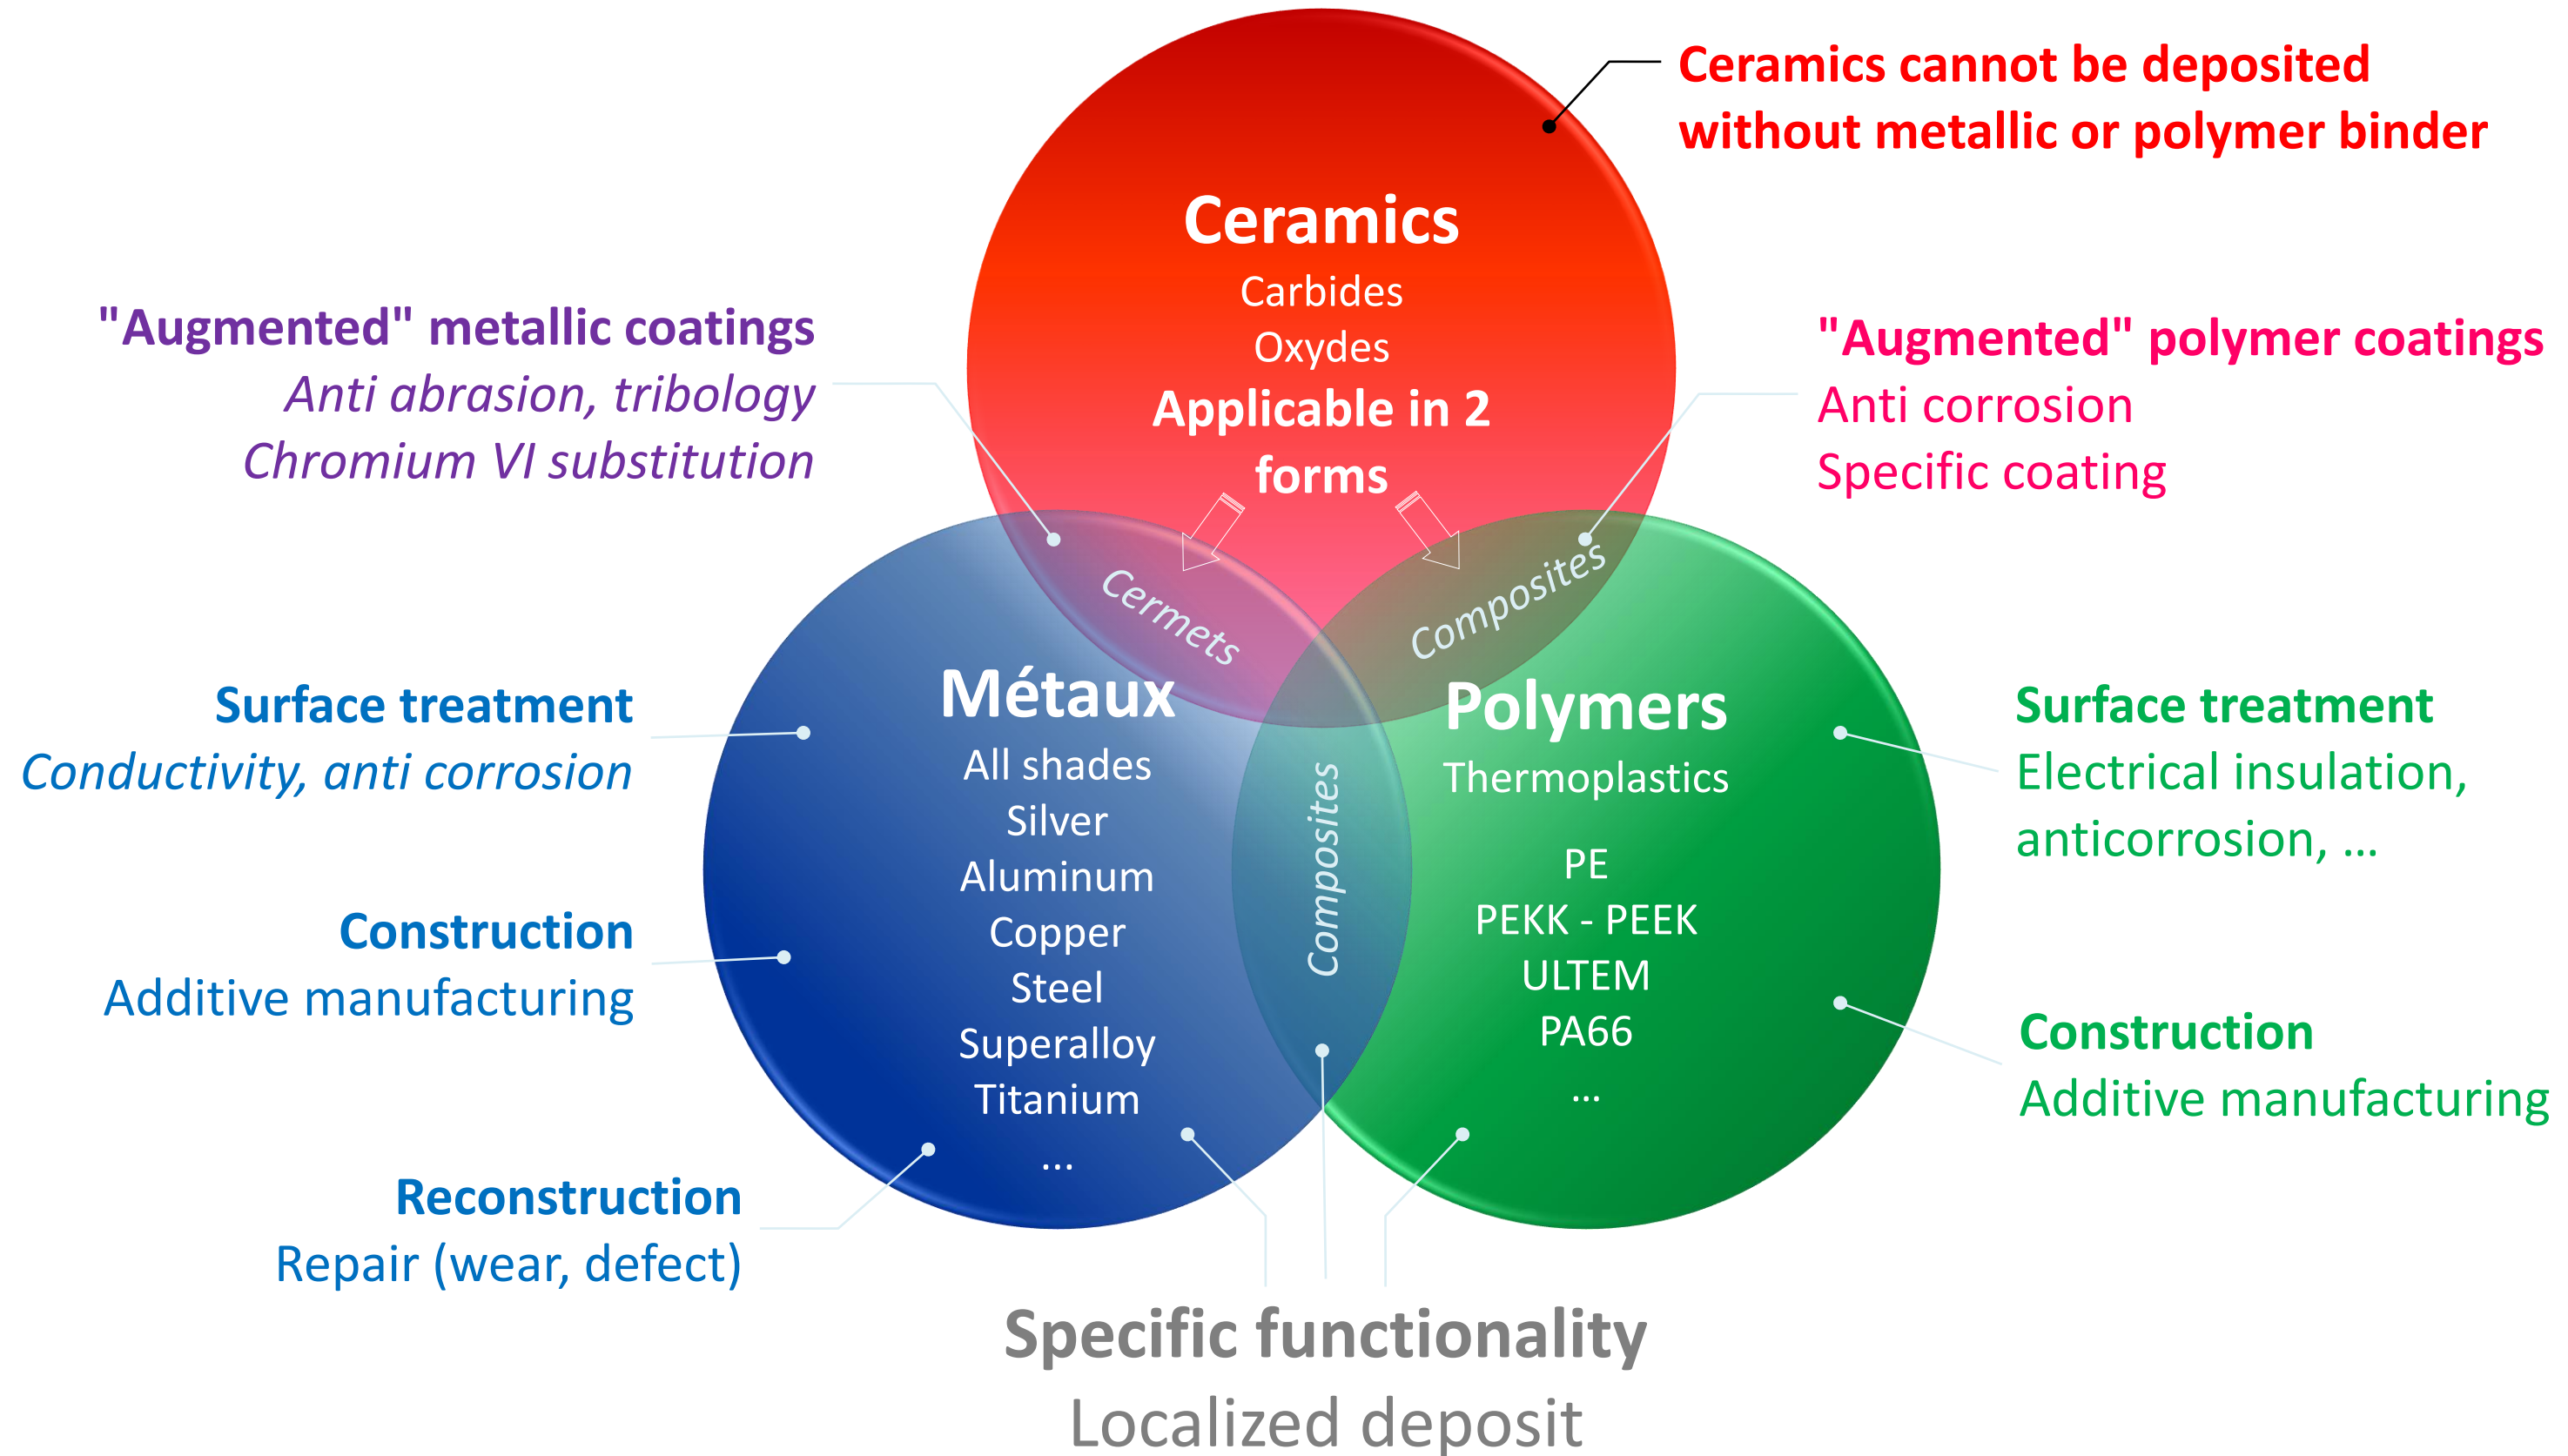 Ceramics cannot be deposited
without metallic or polymer binder
Ceramics
Carbides
Oxydes
Applicable in 2
forms
"Augmented" metallic coatings
Anti abrasion, tribology
Chromium VI substitution
"Augmented" polymer coatings
Anti corrosion
Specific coating
Cermets
Composites
Composites
Métaux
All shades
Silver
Aluminum
Copper
Steel
Superalloy
Titanium
...
Polymers
Thermoplastics
PE
PEKK - PEEK
ULTEM
PA66
...
Surface treatment
Conductivity, anti corrosion
Construction
Additive manufacturing
Reconstruction
Repair (wear, defect)
Surface treatment
Electrical insulation,
anticorrosion, ...
Construction
Additive manufacturing
Specific functionality
Localized deposit